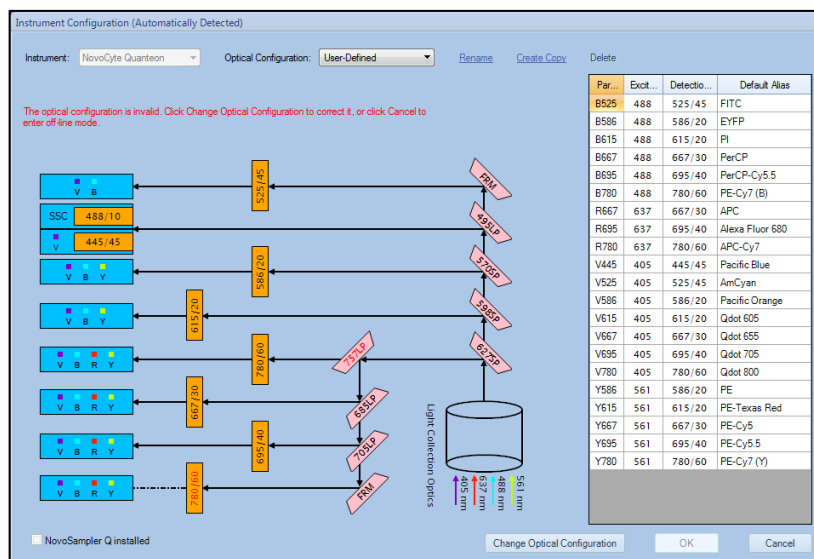 Instrument Configuration (Automatically Detected)
Instrument: NovoCyte Quanteon Optical Configuration: User-Defined Rename Create Copy Delete
The optical configuration is invalid. Click Change Optical Configuration to correct it, or click Cancel to
enter off-line mode.
V B
525/45
FRM
SSC 488/10
V 445/45
495LP
V B Y
586/20
570SP
V B Y
615/20
598SP
V B R Y
780/60
757LP
627SP
V B R Y
667/30
685LP
V B R Y
695/40
705LP
V B R Y
780/60
FRM
Light Collection Optics
405 nm
637 nm
488 nm
561 nm
Par... Excit... Detectio... Default Alias
B525 488 525/45 FITC
B586 488 586/20 EYFP
B615 488 615/20 PI
B667 488 667/30 PerCP
B695 488 695/40 PerCP-Cy5.5
B780 488 780/60 PE-Cy7 (B)
R667 637 667/30 APC
R695 637 695/40 Alexa Fluor 680
R780 637 780/60 APC-Cy7
V445 405 445/45 Pacific Blue
V525 405 525/45 AmCyan
V586 405 586/20 Pacific Orange
V615 405 615/20 Qdot 605
V667 405 667/30 Qdot 655
V695 405 695/40 Qdot 705
V780 405 780/60 Qdot 800
Y586 561 586/20 PE
Y615 561 615/20 PE-Texas Red
Y667 561 667/30 PE-Cy5
Y695 561 695/40 PE-Cy5.5
Y780 561 780/60 PE-Cy7 (Y)
NovoSampler Q installed
Change Optical Configuration OK Cancel